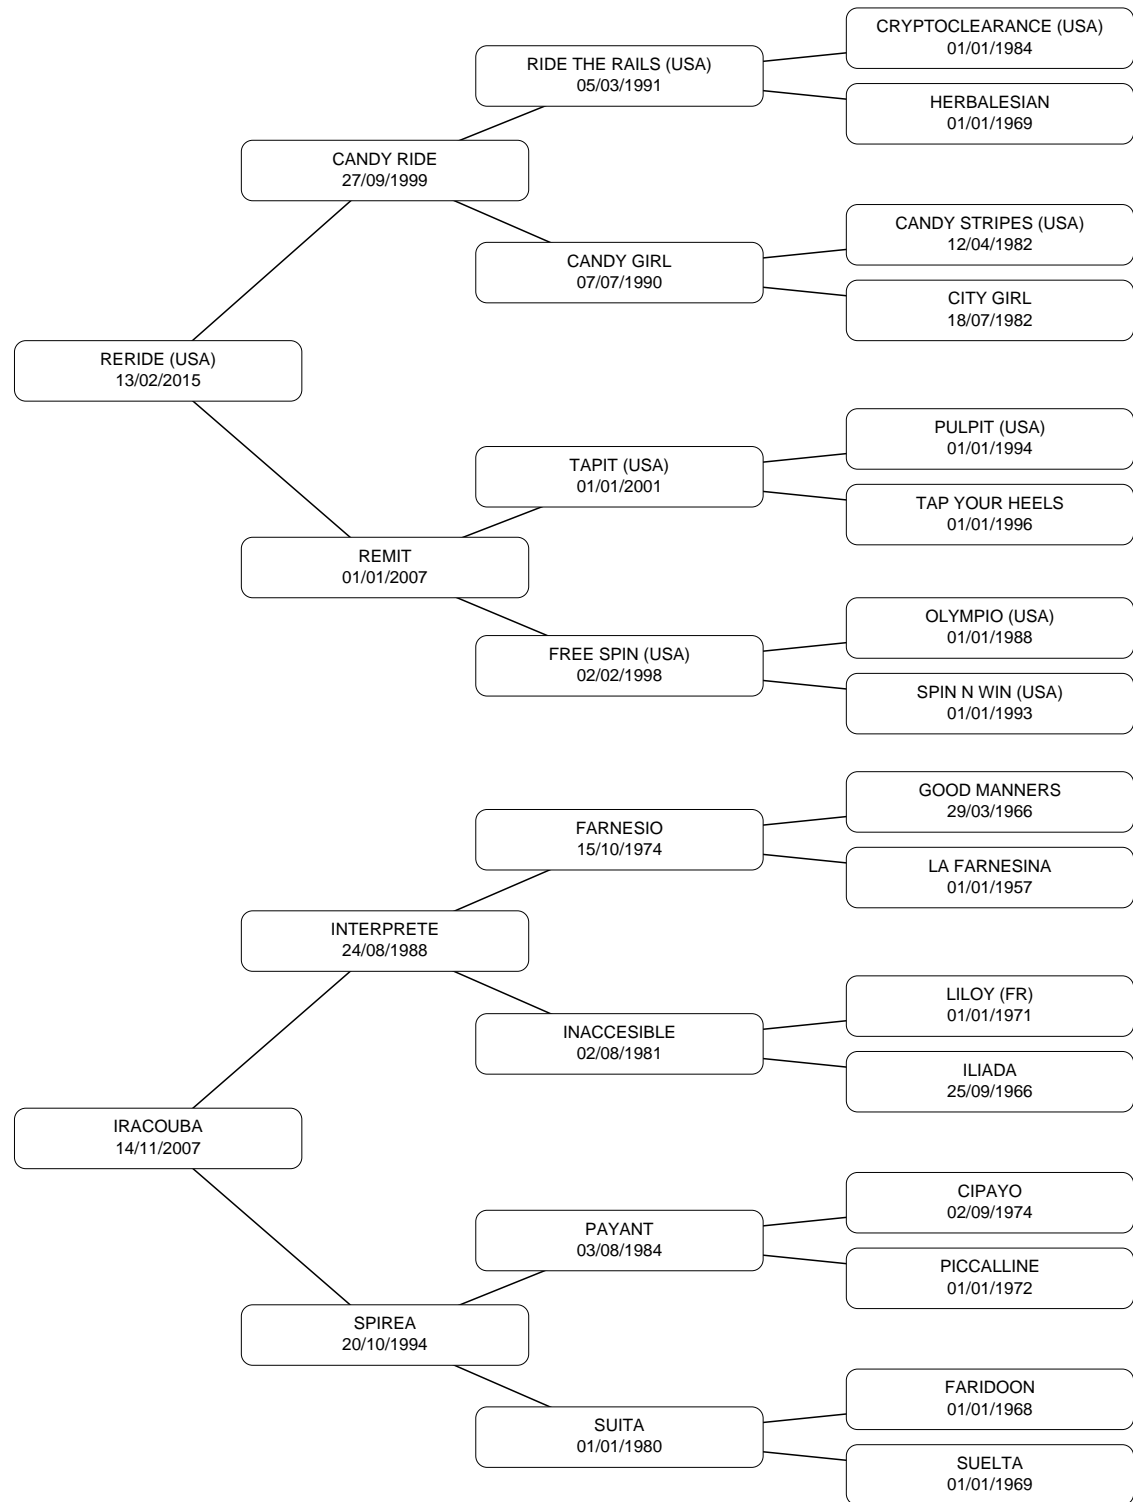 CRYPTOCLEARANCE (USA)
01/01/1984
RIDE THE RAILS (USA)
05/03/1991
HERBALESIAN
01/01/1969
CANDY RIDE
27/09/1999
CANDY STRIPES (USA)
12/04/1982
CANDY GIRL
07/07/1990
CITY GIRL
18/07/1982
RERIDE (USA)
13/02/2015
PULPIT (USA)
01/01/1994
TAPIT (USA)
01/01/2001
TAP YOUR HEELS
01/01/1996
REMIT
01/01/2007
OLYMPIO (USA)
01/01/1988
FREE SPIN (USA)
02/02/1998
SPIN N WIN (USA)
01/01/1993
GOOD MANNERS
29/03/1966
FARNESIO
15/10/1974
LA FARNESINA
01/01/1957
INTERPRETE
24/08/1988
LILOY (FR)
01/01/1971
INACCESIBLE
02/08/1981
ILIADA
25/09/1966
IRACOUBA
14/11/2007
CIPAYO
02/09/1974
PAYANT
03/08/1984
PICCALLINE
01/01/1972
SPIREA
20/10/1994
FARIDOON
01/01/1968
SUITA
01/01/1980
SUELTA
01/01/1969